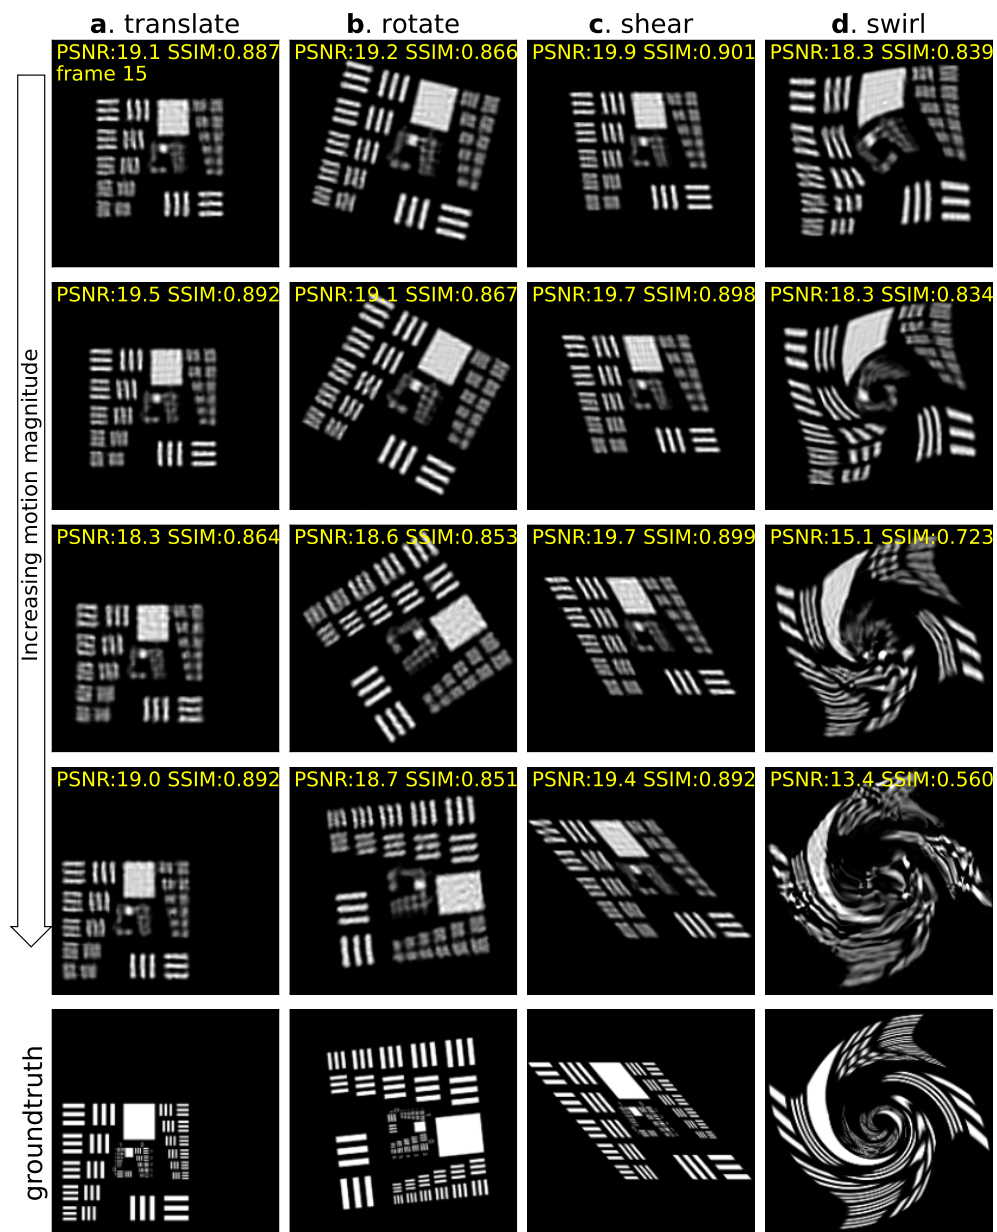 a. translate b. rotate c. shear d. swirl
PSNR:19.1 SSIM:0.887 PSNR:19.2 SSIM:0.866 PSNR:19.9 SSIM:0.901 PSNR:18.3 SSIM:0.839
frame 15
PSNR:19.5 SSIM:0.892 PSNR:19.1 SSIM:0.867 PSNR:19.7 SSIM:0.898 PSNR:18.3 SSIM:0.834
Increasing motion magnitude
PSNR:18.3 SSIM:0.864 PSNR:18.6 SSIM:0.853 PSNR:19.7 SSIM:0.899 PSNR:15.1 SSIM:0.723
PSNR:19.0 SSIM:0.892 PSNR:18.7 SSIM:0.851 PSNR:19.4 SSIM:0.892 PSNR:13.4 SSIM:0.560
groundtruth